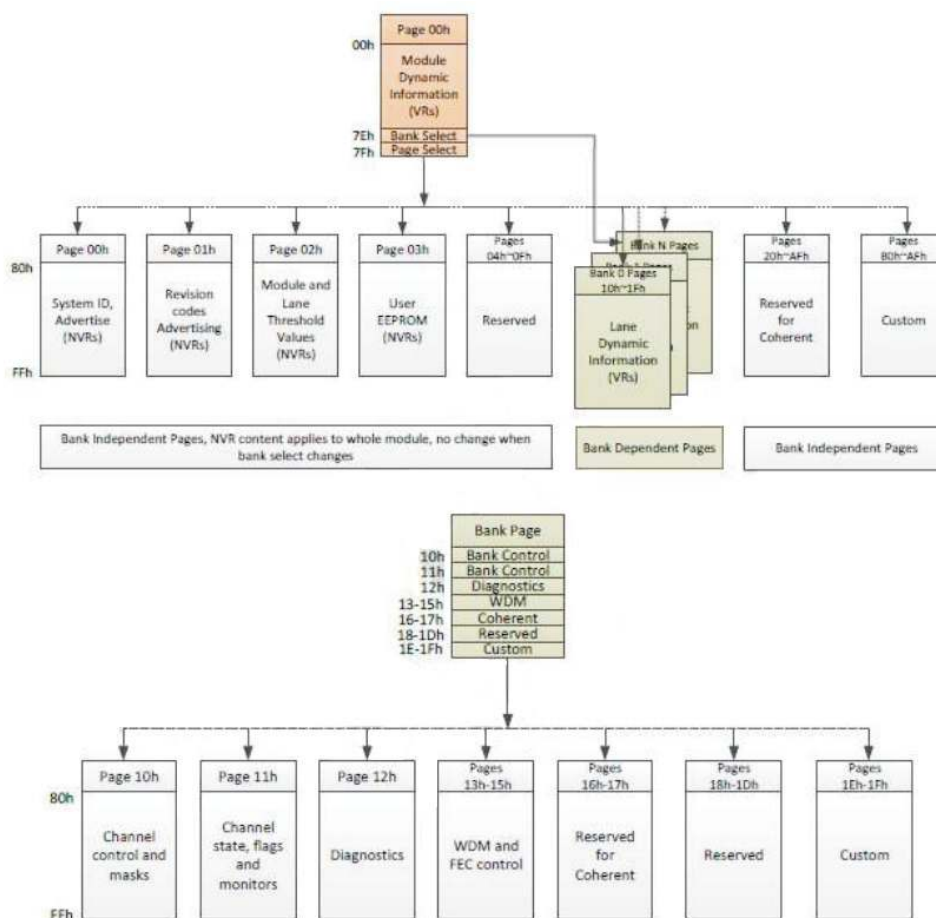 Page 00h
00h
Module
Dynamic
Information
(VRs)
7Eh
Bank Select
7Fh
Page Select
Page 00h
80h
System ID,
Advertise
(NVRs)
FFh
Page 01h
Revision
codes
Advertising
(NVRs)
Page 02h
Module and
Lane
Threshold
Values
(NVRs)
Page 03h
User
EEPROM
(NVRs)
Pages
04h~0Fh
Reserved
Bank N Pages
Bank 0 Pages
10h~1Fh
Lane
Dynamic
Information
(VRs)
Pages
20h~AFh
Reserved
for
Coherent
Pages
B0h~AFh
Custom
Bank Independent Pages, NVR content applies to whole module, no change when
bank select changes
Bank Dependent Pages
Bank Independent Pages
Bank Page
10h
Bank Control
11h
Bank Control
12h
Diagnostics
13-15h
WDM
16-17h
Coherent
18-1Dh
Reserved
1E-1Fh
Custom
Page 10h
80h
Channel
control and
masks
FFh
Page 11h
Channel
state, flags
and
monitors
Page 12h
Diagnostics
Pages
13h-15h
WDM and
FEC control
Pages
16h-17h
Reserved
for
Coherent
Pages
18h-1Dh
Reserved
Pages
1Eh-1Fh
Custom